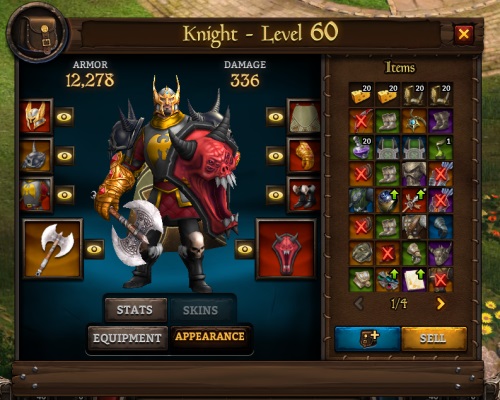 Knight - Level 60
ARMOR
12,278
DAMAGE
336
Items
20 20 20 20
20 1
1/4
STATS
SKINS
EQUIPMENT
APPEARANCE
SELL